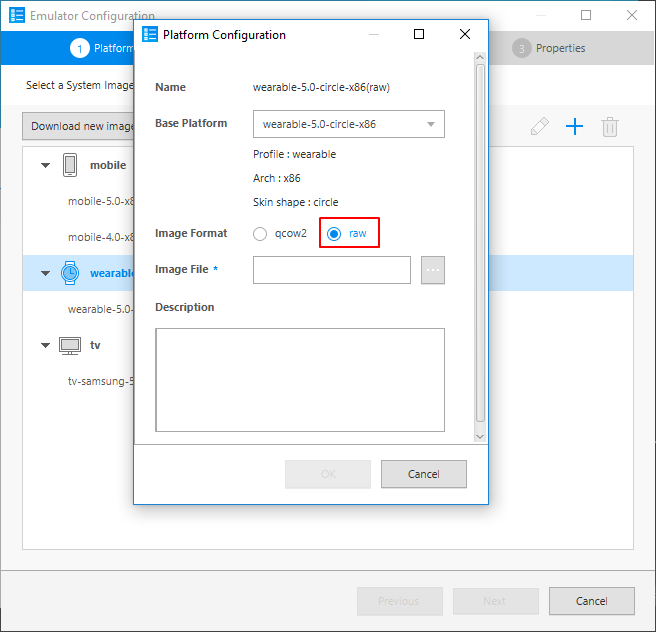 Emulator Configuration
Platform Configuration
1 Platform
3 Properties
Select a System Image
Download new image
mobile
mobile-5.0-x8
mobile-4.0-x8
wearable
wearable-5.0-
tv
tv-samsung-5
Name
wearable-5.0-circle-x86(raw)
Base Platform
wearable-5.0-circle-x86
Profile : wearable
Arch : x86
Skin shape : circle
Image Format
qcow2
raw
Image File *
...
Description
OK
Cancel
Previous
Next
Cancel